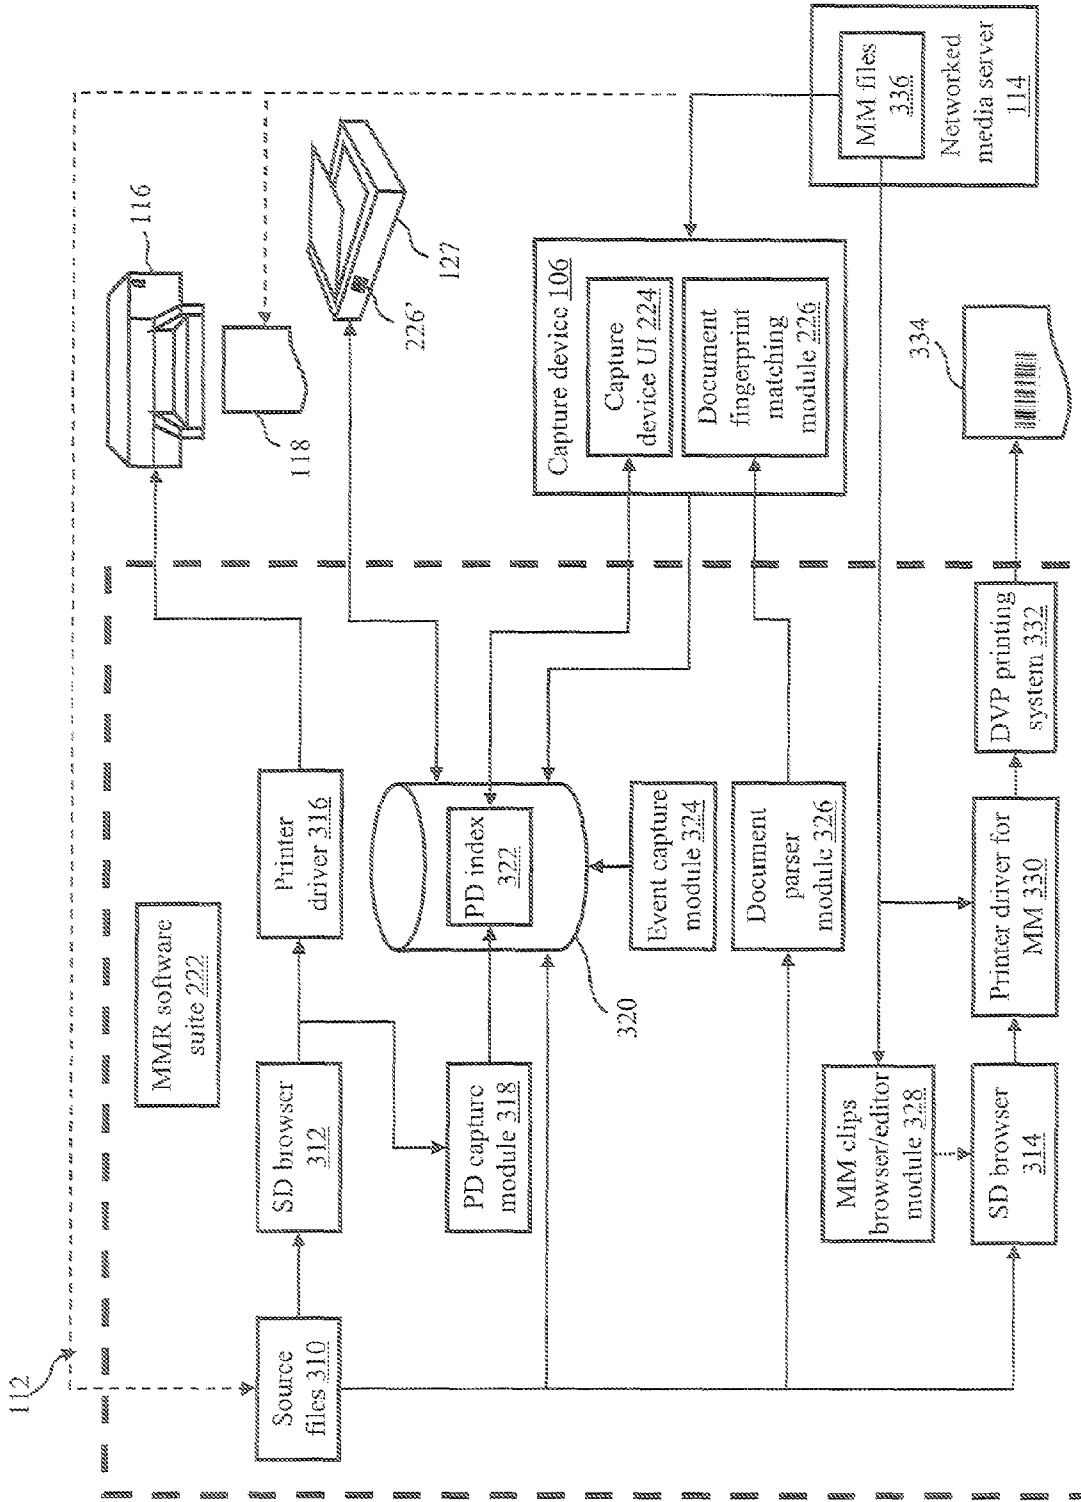 112
MMR software
suite 222
Source
files 310
SD browser
312
Printer
driver 316
116
118
PD capture
module 318
PD index
322
320
127
226'
Event capture
module 324
Document
parser
module 326
Capture device 106
Capture
device UI 224
Document
fingerprint
matching
module 226
MM clips
browser/editor
module 328
SD browser
314
Printer driver for
MM 330
DVP printing
system 332
334
MM files
336
Networked
media server
114